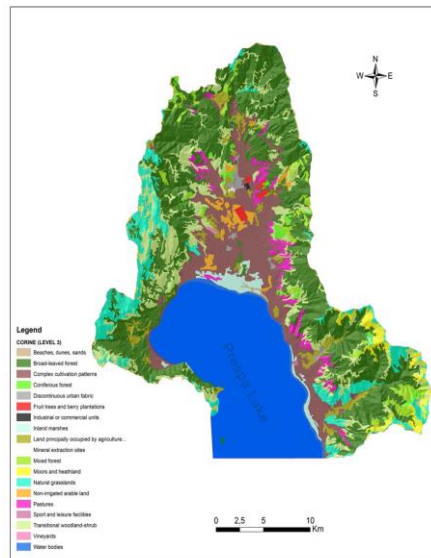 N
W E
S
Prespa Lake
Legend
CORINE (LEVEL 3)
Beaches, dunes, sands
Broad-leaved forest
Complex cultivation patterns
Coniferous forest
Discontinuous urban fabric
Fruit trees and berry plantations
Industrial or commercial units
Inland marshes
Land principally occupied by agriculture...
Mineral extraction sites
Mixed forest
Moors and heathland
Natural grasslands
Non-irrigated arable land
Pastures
Sport and leisure facilities
Transitional woodland-shrub
Vineyards
Water bodies
0 2,5 5 10
Km